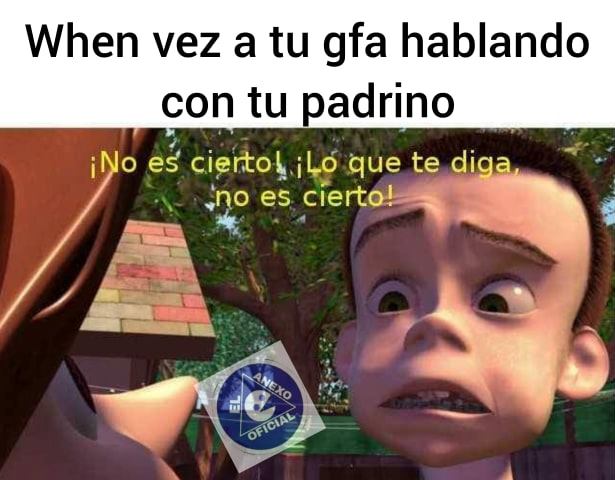 When vez a tu gfa hablando
con tu padrino
¡No es cierto! ¡Lo que te diga,
no es cierto!
EL
ANEXO
OFICIAL